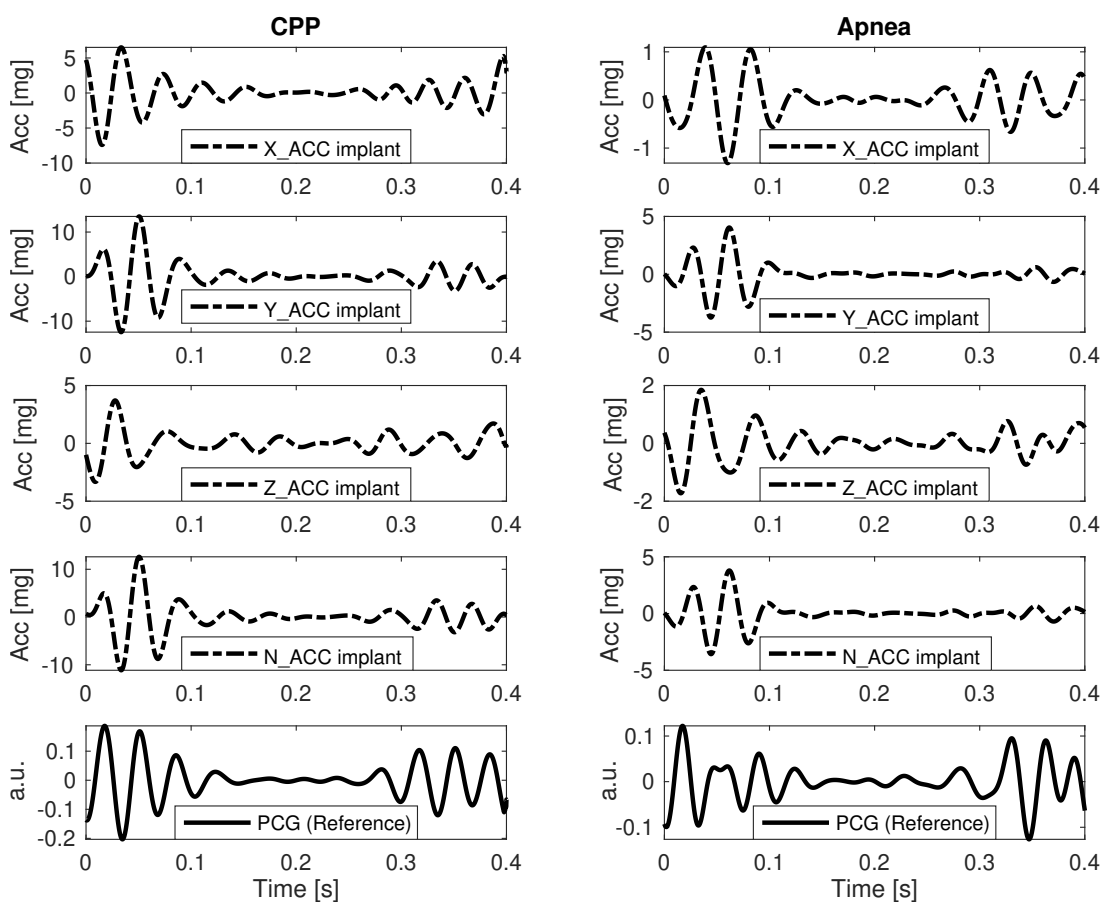 CPP
Apnea
Acc [mg]
5
0
-5
-10
X_ACC implant
0 0.1 0.2 0.3 0.4
Acc [mg]
1
0
-1
X_ACC implant
0 0.1 0.2 0.3 0.4
Acc [mg]
10
0
-10
Y_ACC implant
0 0.1 0.2 0.3 0.4
Acc [mg]
5
0
-5
Y_ACC implant
0 0.1 0.2 0.3 0.4
Acc [mg]
5
0
-5
Z_ACC implant
0 0.1 0.2 0.3 0.4
Acc [mg]
2
0
-2
Z_ACC implant
0 0.1 0.2 0.3 0.4
Acc [mg]
10
0
-10
N_ACC implant
0 0.1 0.2 0.3 0.4
Acc [mg]
5
0
-5
N_ACC implant
0 0.1 0.2 0.3 0.4
a.u.
0.1
0
-0.1
-0.2
PCG (Reference)
0 0.1 0.2 0.3 0.4
Time [s]
a.u.
0.1
0
-0.1
PCG (Reference)
0 0.1 0.2 0.3 0.4
Time [s]